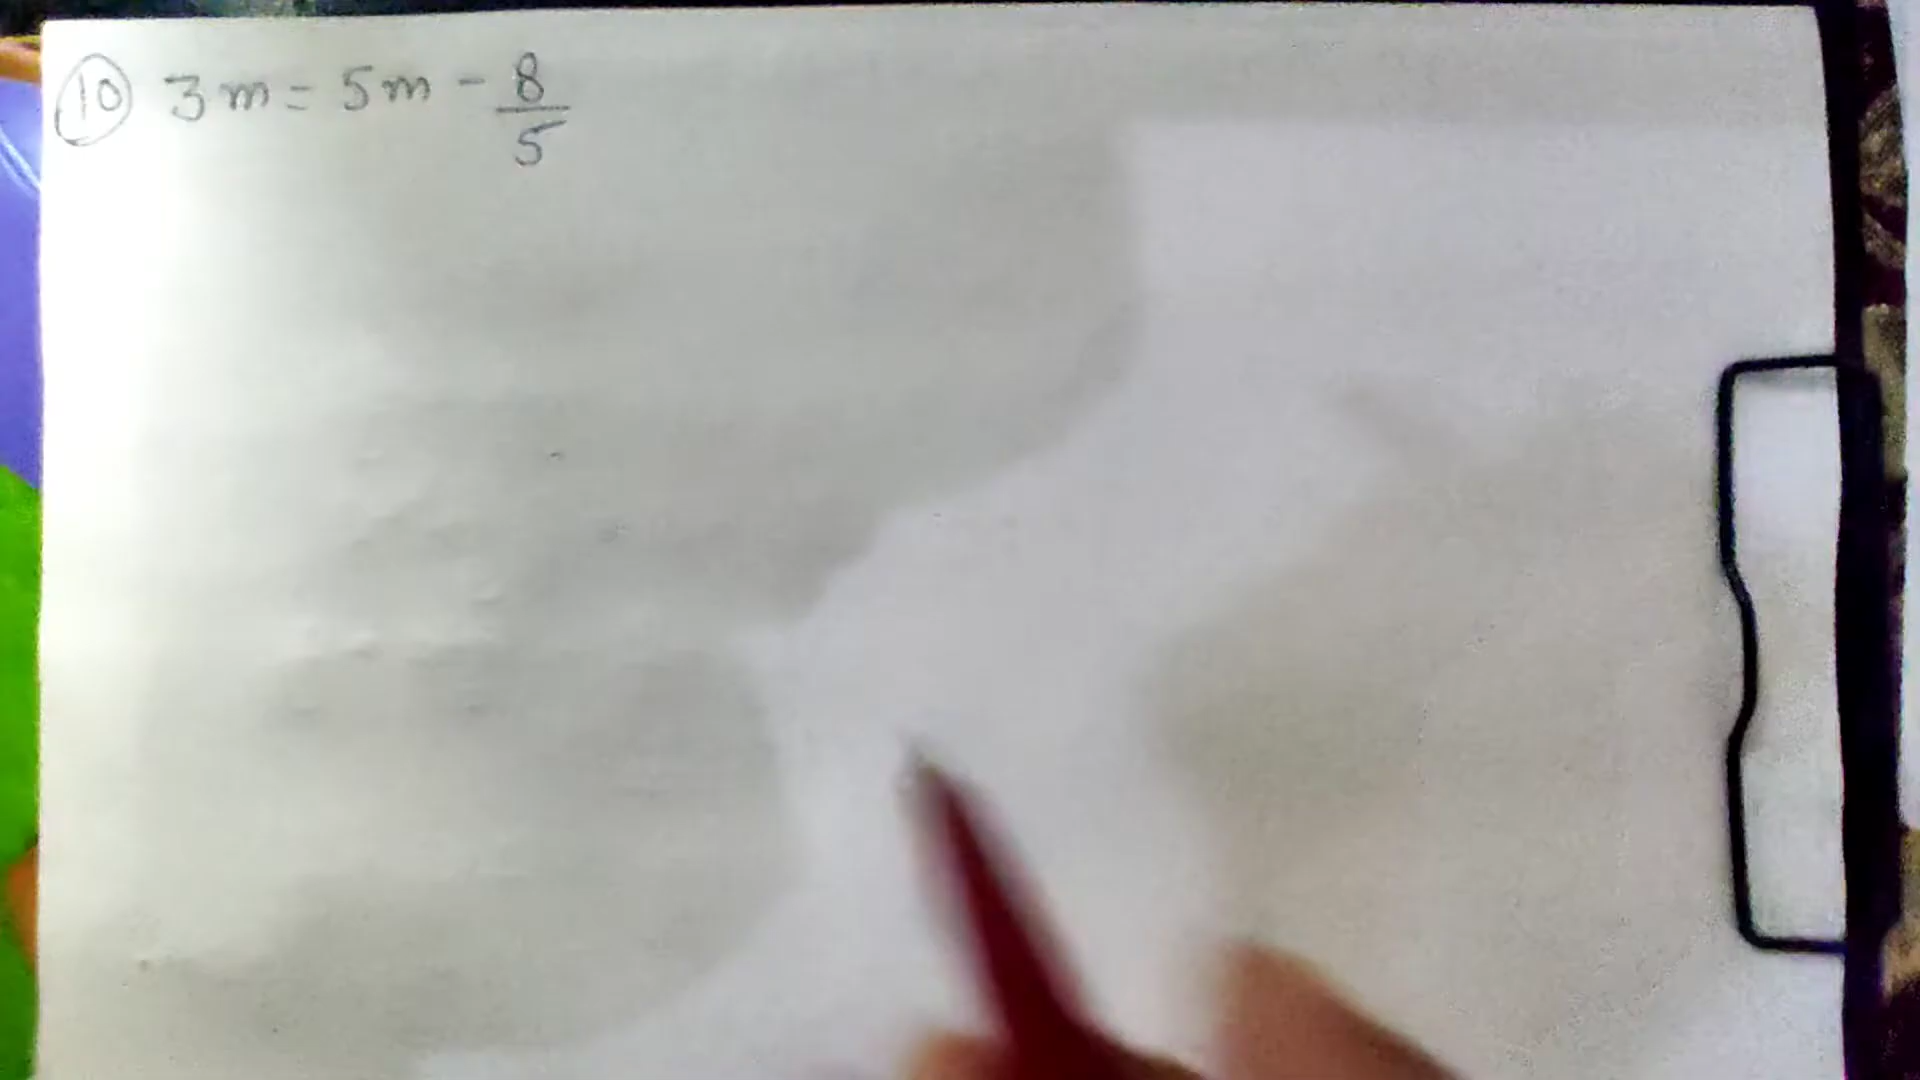 ⑩ 3m = 5m - 8/5